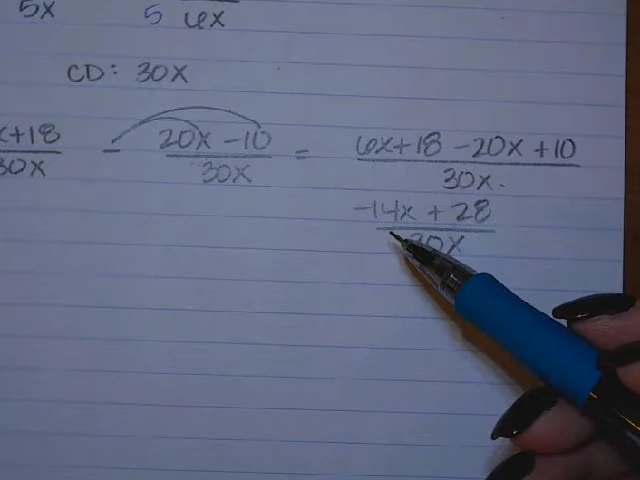 5x 5 6x
CD: 30x
x+18 / 30x - 20x -10 / 30x = 6x+18 -20x +10 / 30x.
-14x + 28 / 30x